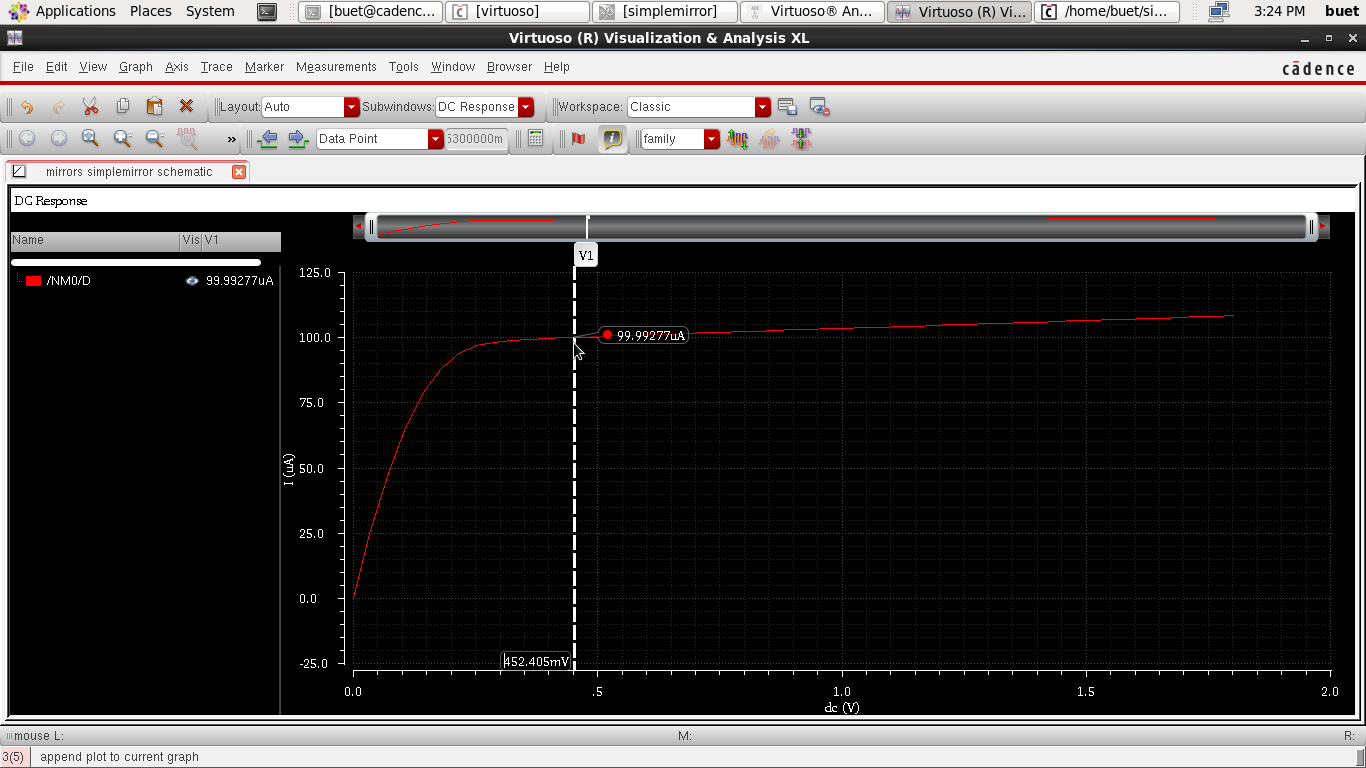 Applications Places System [buet@cadenc... [virtuoso] [simplemirror] Virtuoso® An... Virtuoso (R) Vi... /home/buet/si... 3:24 PM buet
Virtuoso (R) Visualization & Analysis XL
File Edit View Graph Axis Trace Marker Measurements Tools Window Browser Help cādence
Layout: Auto Subwindows: DC Response Workspace: Classic
» Data Point 5300000m family
mirrors simplemirror schematic
DC Response
Name Vis V1
V1
/NM0/D 99.99277uA
125.0
100.0
99.99277uA
75.0
50.0
I (uA)
25.0
0.0
-25.0
452.405mV
0.0 .5 1.0 1.5 2.0
dc (V)
mouse L: M: R:
3(5) append plot to current graph